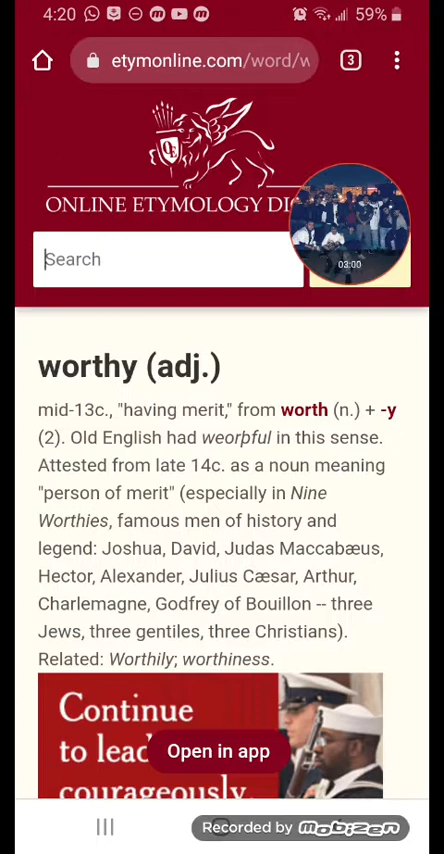 4:20
59%
etymonline.com/word/w
3
OE
ONLINE ETYMOLOGY DI
Search
03:00
worthy (adj.)
mid-13c., "having merit," from worth (n.) + -y
(2). Old English had weorþful in this sense.
Attested from late 14c. as a noun meaning
"person of merit" (especially in Nine
Worthies, famous men of history and
legend: Joshua, David, Judas Maccabæus,
Hector, Alexander, Julius Cæsar, Arthur,
Charlemagne, Godfrey of Bouillon -- three
Jews, three gentiles, three Christians).
Related: Worthily; worthiness.
Continue
to lead
courageously.
Open in app
Recorded by Mobizen